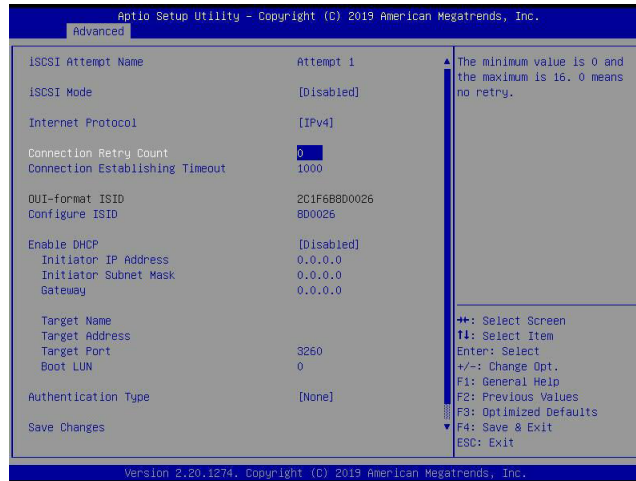 Aptio Setup Utility – Copyright (C) 2019 American Megatrends, Inc.
Advanced
iSCSI Attempt Name Attempt 1
iSCSI Mode [Disabled]
Internet Protocol [IPv4]
Connection Retry Count 0
Connection Establishing Timeout 1000
OUI-format ISID 2C1F6B8D0026
Configure ISID 8D0026
Enable DHCP [Disabled]
Initiator IP Address 0.0.0.0
Initiator Subnet Mask 0.0.0.0
Gateway 0.0.0.0
Target Name
Target Address
Target Port 3260
Boot LUN 0
Authentication Type [None]
Save Changes
The minimum value is 0 and
the maximum is 16. 0 means
no retry.
→←: Select Screen
↑↓: Select Item
Enter: Select
+/-: Change Opt.
F1: General Help
F2: Previous Values
F3: Optimized Defaults
F4: Save & Exit
ESC: Exit
Version 2.20.1274. Copyright (C) 2019 American Megatrends, Inc.